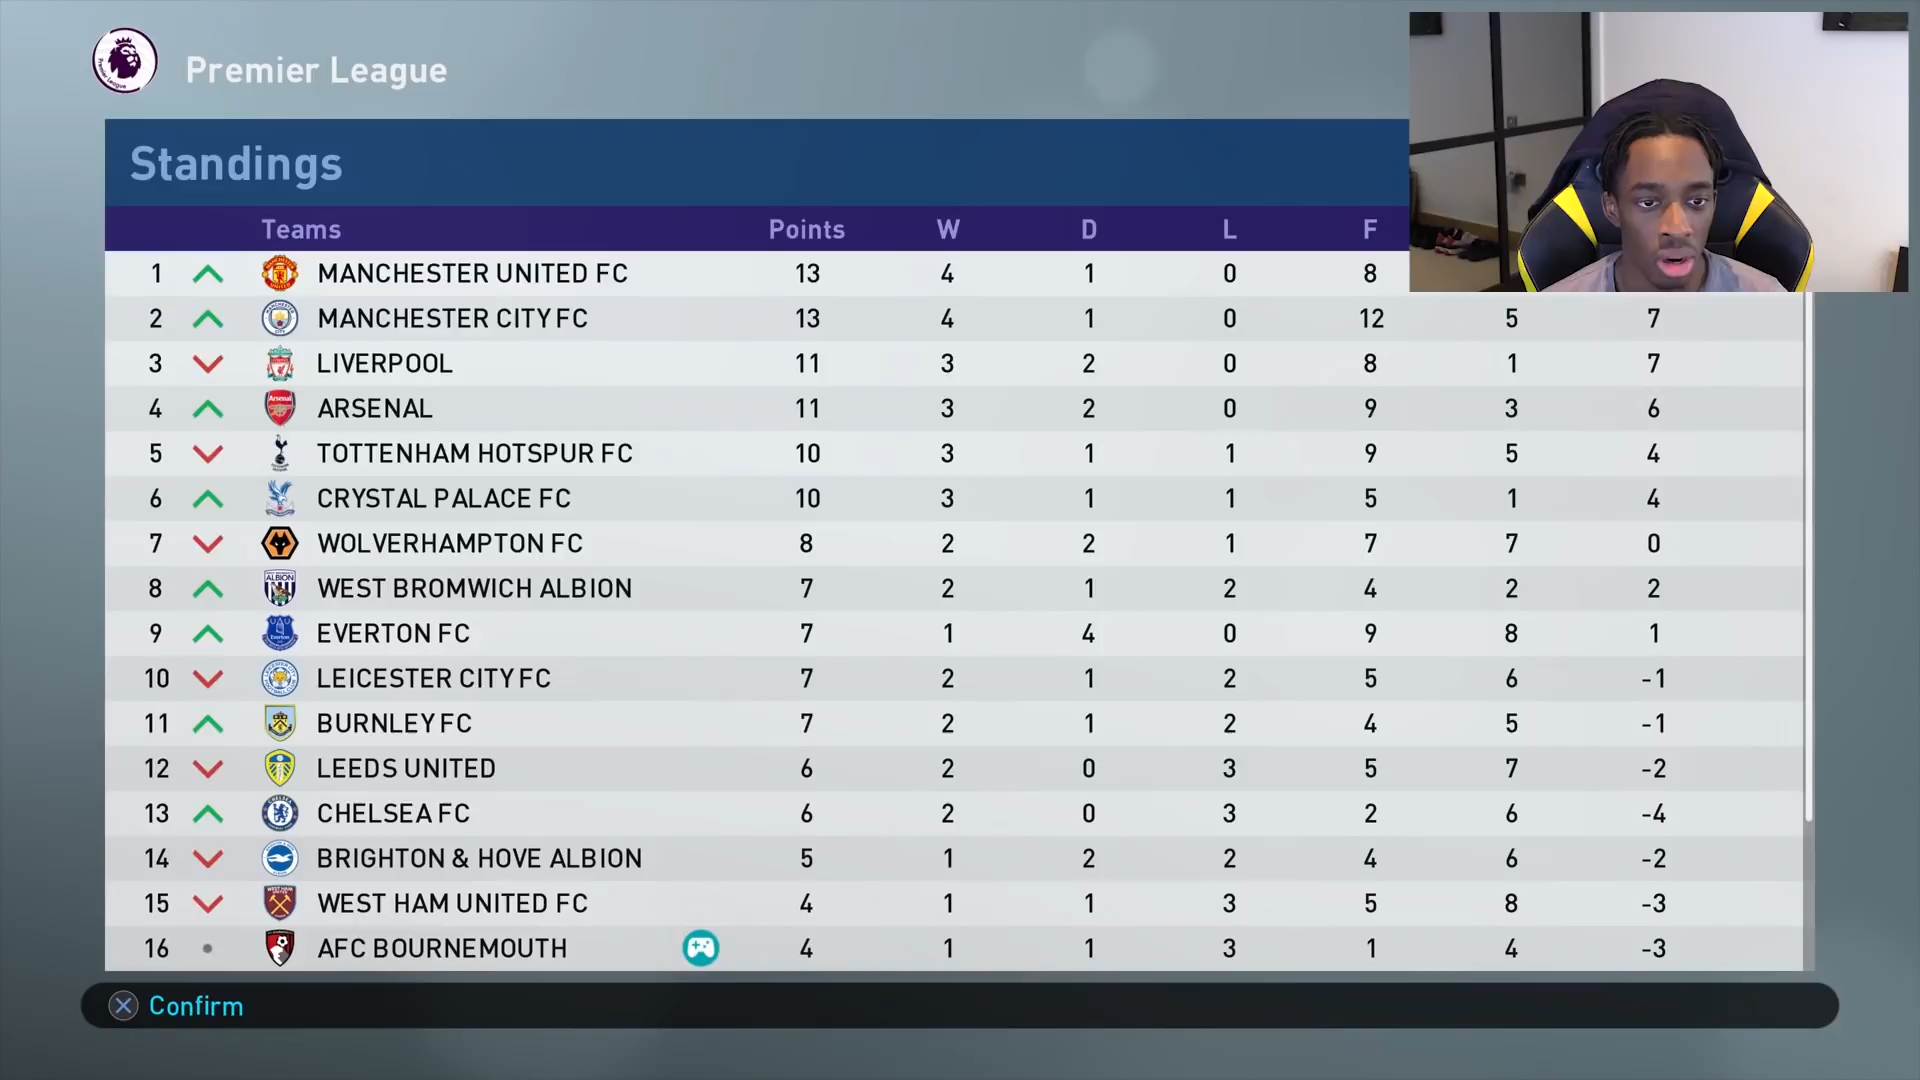 Premier League
Standings
Teams Points W D L F
1 MANCHESTER UNITED FC 13 4 1 0 8
2 MANCHESTER CITY FC 13 4 1 0 12 5 7
3 LIVERPOOL 11 3 2 0 8 1 7
4 ARSENAL 11 3 2 0 9 3 6
5 TOTTENHAM HOTSPUR FC 10 3 1 1 9 5 4
6 CRYSTAL PALACE FC 10 3 1 1 5 1 4
7 WOLVERHAMPTON FC 8 2 2 1 7 7 0
8 WEST BROMWICH ALBION 7 2 1 2 4 2 2
9 EVERTON FC 7 1 4 0 9 8 1
10 LEICESTER CITY FC 7 2 1 2 5 6 -1
11 BURNLEY FC 7 2 1 2 4 5 -1
12 LEEDS UNITED 6 2 0 3 5 7 -2
13 CHELSEA FC 6 2 0 3 2 6 -4
14 BRIGHTON & HOVE ALBION 5 1 2 2 4 6 -2
15 WEST HAM UNITED FC 4 1 1 3 5 8 -3
16 AFC BOURNEMOUTH 4 1 1 3 1 4 -3
Confirm